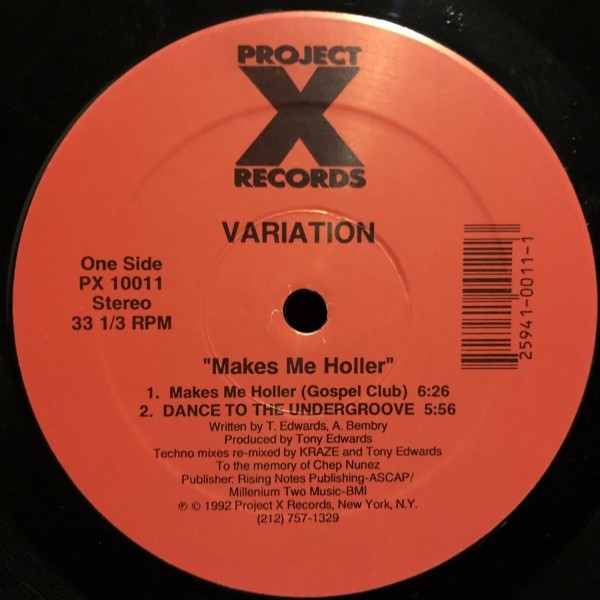 PROJECT
X
RECORDS
VARIATION
One Side
PX 10011
Stereo
33 1/3 RPM
25941-0011-1
"Makes Me Holler"
1. Makes Me Holler (Gospel Club) 6:26
2. DANCE TO THE UNDERGROOVE 5:56
Written by T. Edwards, A. Bembry
Produced by Tony Edwards
Techno mixes re-mixed by KRAZE and Tony Edwards
To the memory of Chep Nunez
Publisher: Rising Notes Publishing-ASCAP/
Millenium Two Music-BMI
℗ © 1992 Project X Records, New York, N.Y.
(212) 757-1329